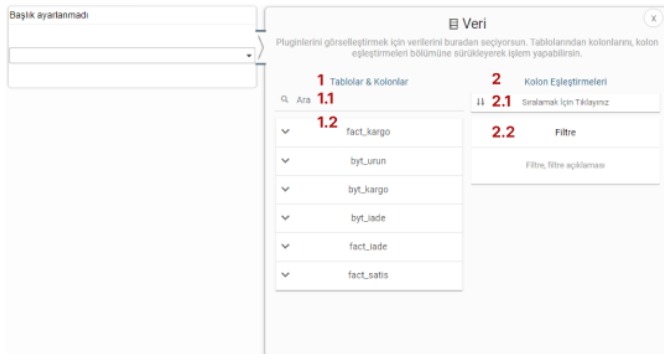 Başlık ayarlanmadı
Veri
X
Pluginlerini görselleştirmek için verilerini buradan seçiyorsun. Tablolarından kolonlarını, kolon
eşleştirmeleri bölümüne sürükleyerek işlem yapabilirsin.
1 Tablolar & Kolonlar
Ara 1.1
1.2
fact_kargo
byt_urun
byt_kargo
byt_iade
fact_iade
fact_satis
2 Kolon Eşleştirmeleri
2.1 Sıralamak İçin Tıklayınız
2.2 Filtre
Filtre, filtre açıklaması